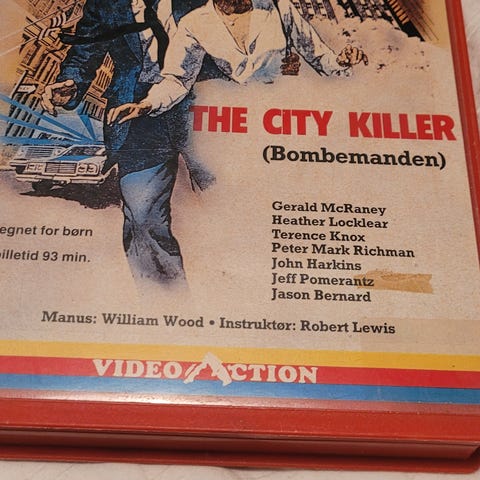 THE CITY KILLER
(Bombemanden)
Gerald McRaney
Heather Locklear
Terence Knox
Peter Mark Richman
John Harkins
Jeff Pomerantz
Jason Bernard
egnet for børn
illetid 93 min.
Manus: William Wood • Instruktør: Robert Lewis
VIDEO ACTION